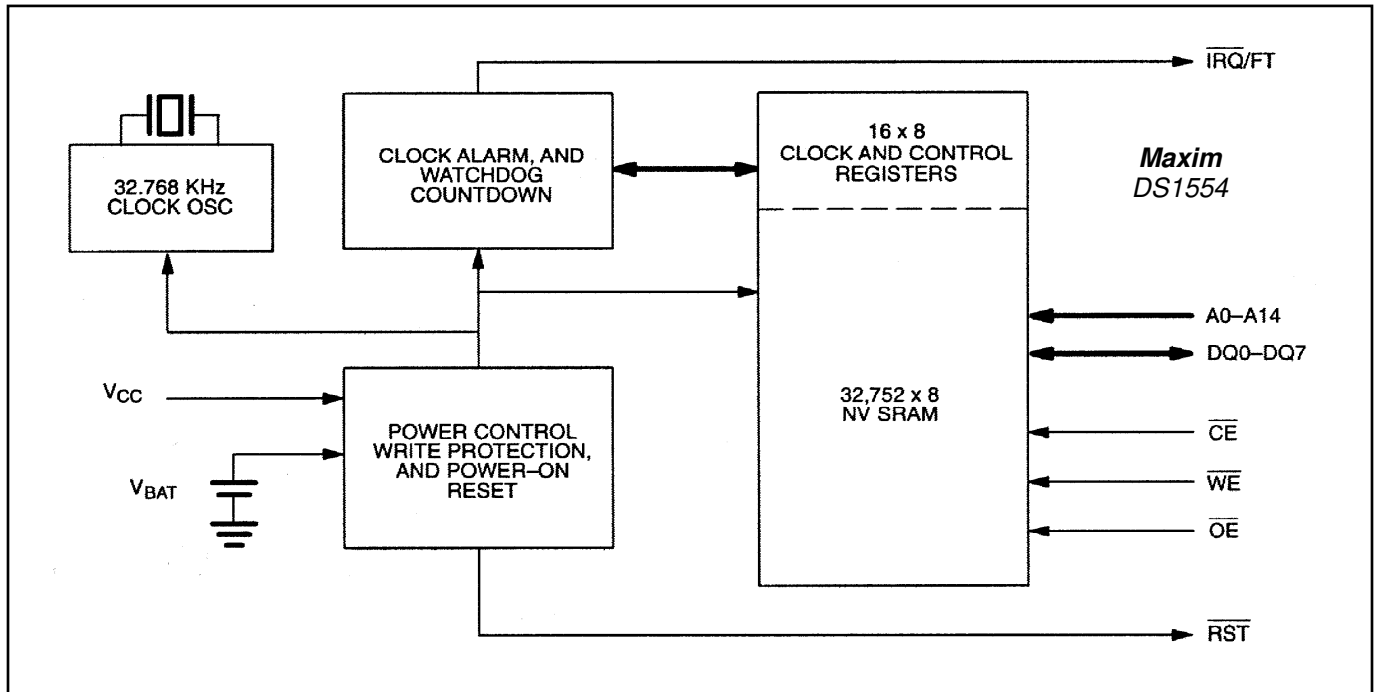 IRQ/FT
16 x 8
CLOCK AND CONTROL
REGISTERS
Maxim
DS1554
CLOCK ALARM, AND
WATCHDOG
COUNTDOWN
32.768 KHz
CLOCK OSC
A0–A14
DQ0–DQ7
VCC
32,752 x 8
NV SRAM
POWER CONTROL
WRITE PROTECTION,
AND POWER–ON
RESET
VBAT
CE
WE
OE
RST